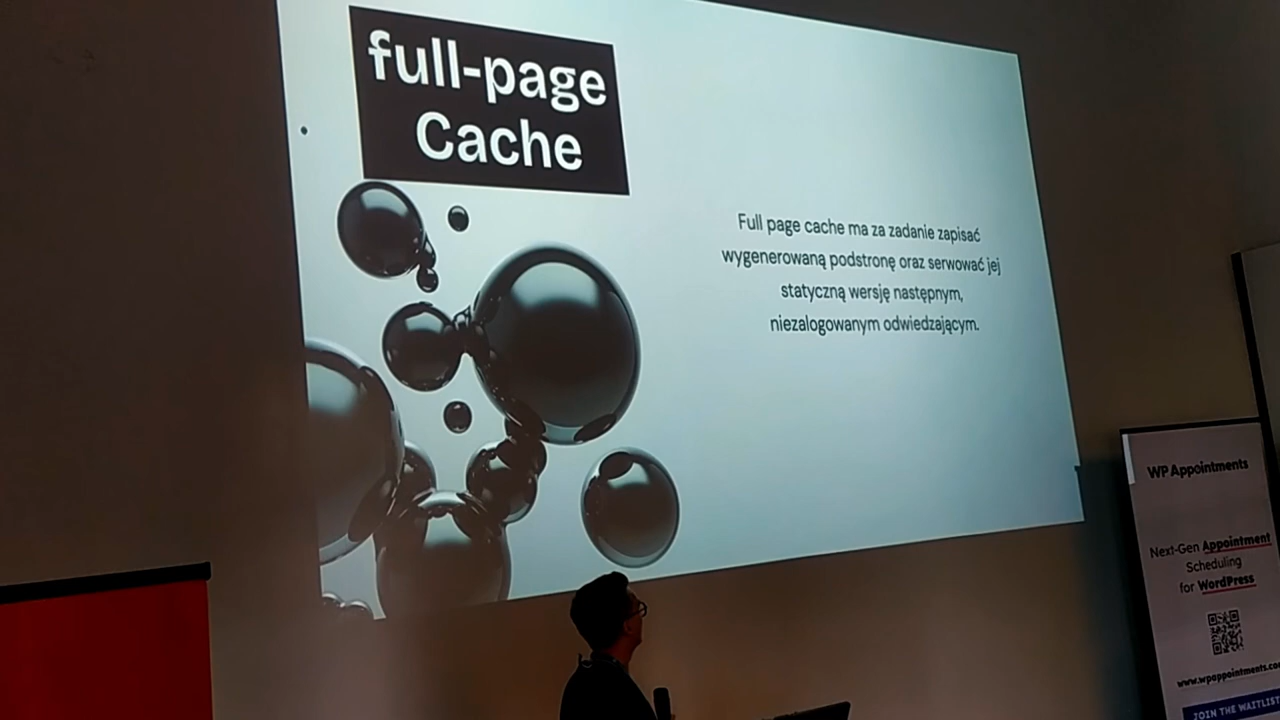 full-page
Cache
Full page cache ma za zadanie zapisać
wygenerowaną podstronę oraz serwować jej
statyczną wersję następnym,
niezalogowanym odwiedzającym.
WP Appointments
Next-Gen Appointment
Scheduling
for WordPress
www.wpappointments.co
JOIN THE WAITLIST